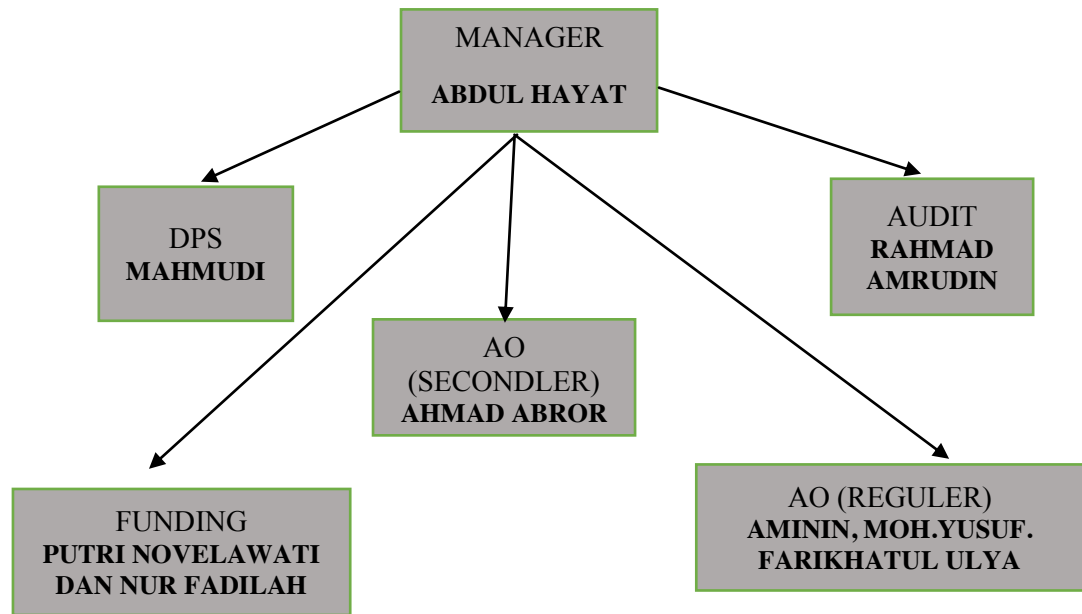 MANAGER
ABDUL HAYAT
DPS
MAHMUDI
AUDIT
RAHMAD
AMRUDIN
AO
(SECONDLER)
AHMAD ABROR
FUNDING
PUTRI NOVELAWATI
DAN NUR FADILAH
AO (REGULER)
AMININ, MOH.YUSUF.
FARIKHATUL ULYA